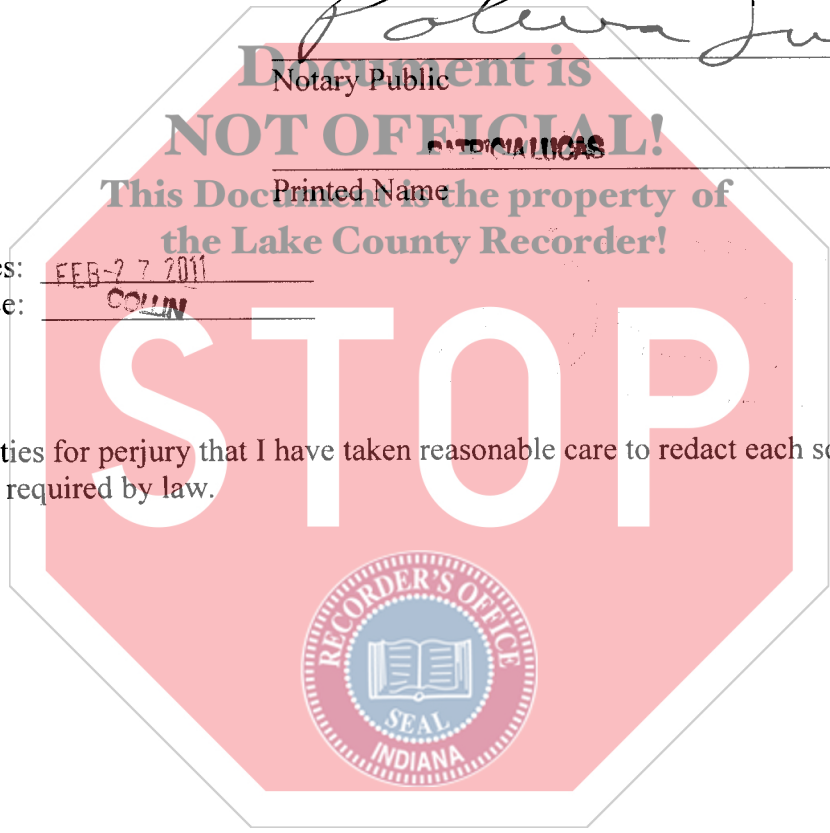 Document is
Notary Public
NOT OFFICIAL!
PATRICIA LUCAS
This Document is the property of
Printed Name
the Lake County Recorder!
es: FEB 27 2011
e: COLLIN
STOP
ties for perjury that I have taken reasonable care to redact each so
required by law.
RECORDER'S OFFICE
SEAL
INDIANA